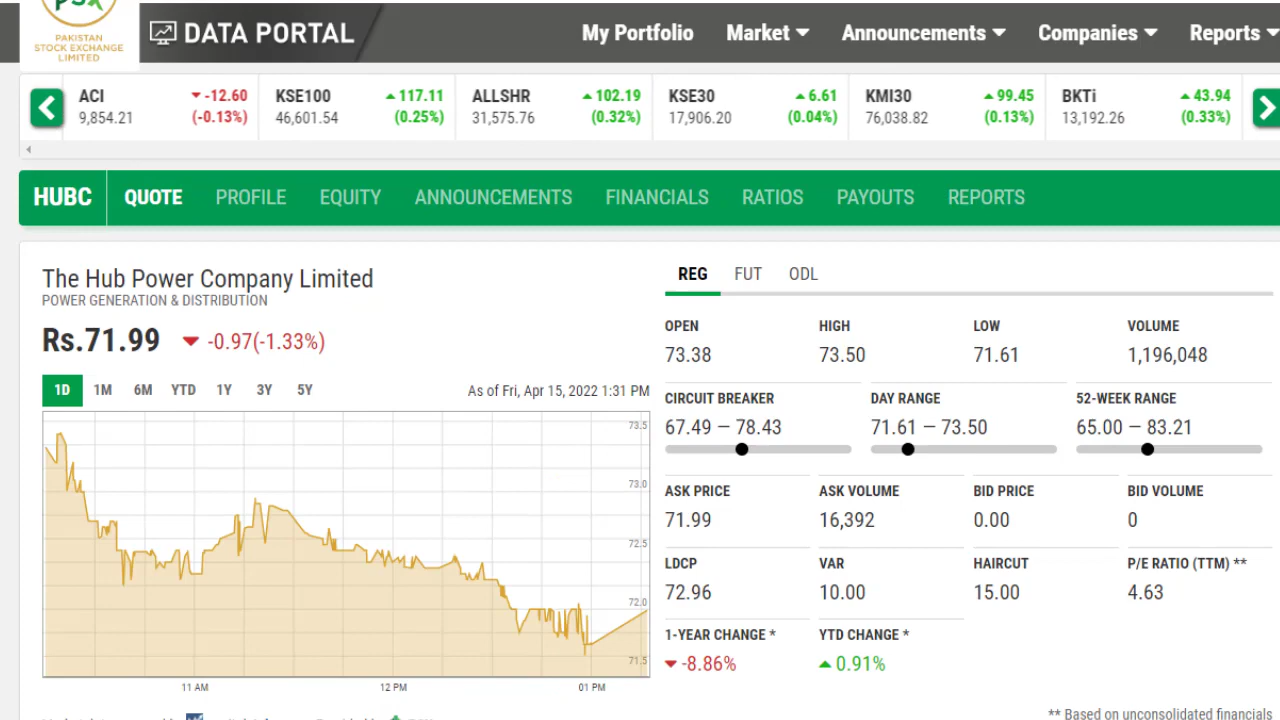 PAKISTAN
STOCK EXCHANGE
LIMITED
DATA PORTAL
My Portfolio Market Announcements Companies Reports
ACI -12.60 KSE100 117.11 ALLSHR 102.19 KSE30 6.61 KMI30 99.45 BKTi 43.94
9,854.21 (-0.13%) 46,601.54 (0.25%) 31,575.76 (0.32%) 17,906.20 (0.04%) 76,038.82 (0.13%) 13,192.26 (0.33%)
HUBC QUOTE PROFILE EQUITY ANNOUNCEMENTS FINANCIALS RATIOS PAYOUTS REPORTS
The Hub Power Company Limited
POWER GENERATION & DISTRIBUTION
Rs.71.99 -0.97(-1.33%)
1D 1M 6M YTD 1Y 3Y 5Y As of Fri, Apr 15, 2022 1:31 PM
73.5
73.0
72.5
72.0
71.5
11 AM 12 PM 01 PM
REG FUT ODL
OPEN HIGH LOW VOLUME
73.38 73.50 71.61 1,196,048
CIRCUIT BREAKER DAY RANGE 52-WEEK RANGE
67.49 — 78.43 71.61 — 73.50 65.00 — 83.21
ASK PRICE ASK VOLUME BID PRICE BID VOLUME
71.99 16,392 0.00 0
LDCP VAR HAIRCUT P/E RATIO (TTM) **
72.96 10.00 15.00 4.63
1-YEAR CHANGE * YTD CHANGE *
-8.86% 0.91%
** Based on unconsolidated financials